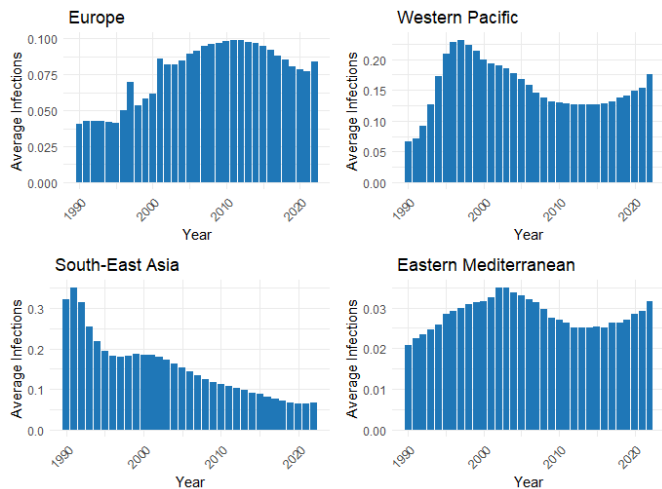 Europe
Average Infections
0.100
0.075
0.050
0.025
0.000
1990
2000
2010
2020
Year
Western Pacific
Average Infections
0.20
0.15
0.10
0.05
0.00
1990
2000
2010
2020
Year
South-East Asia
Average Infections
0.3
0.2
0.1
0.0
1990
2000
2010
2020
Year
Eastern Mediterranean
Average Infections
0.03
0.02
0.01
0.00
1990
2000
2010
2020
Year